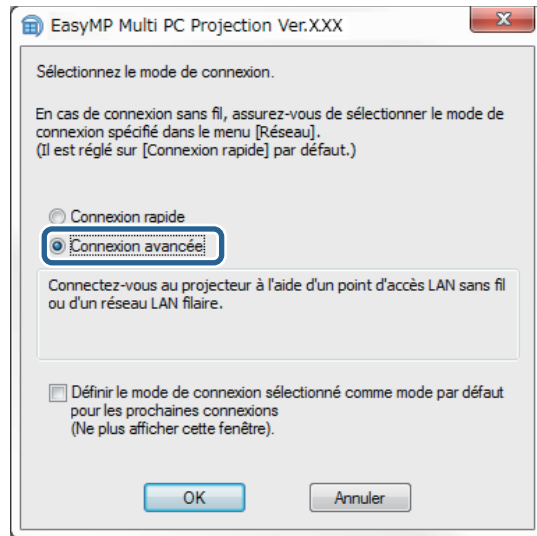 EasyMP Multi PC Projection Ver.XXX
Sélectionnez le mode de connexion.
En cas de connexion sans fil, assurez-vous de sélectionner le mode de
connexion spécifié dans le menu [Réseau].
(Il est réglé sur [Connexion rapide] par défaut.)
Connexion rapide
Connexion avancée
Connectez-vous au projecteur à l'aide d'un point d'accès LAN sans fil
ou d'un réseau LAN filaire.
Définir le mode de connexion sélectionné comme mode par défaut
pour les prochaines connexions
(Ne plus afficher cette fenêtre).
OK
Annuler